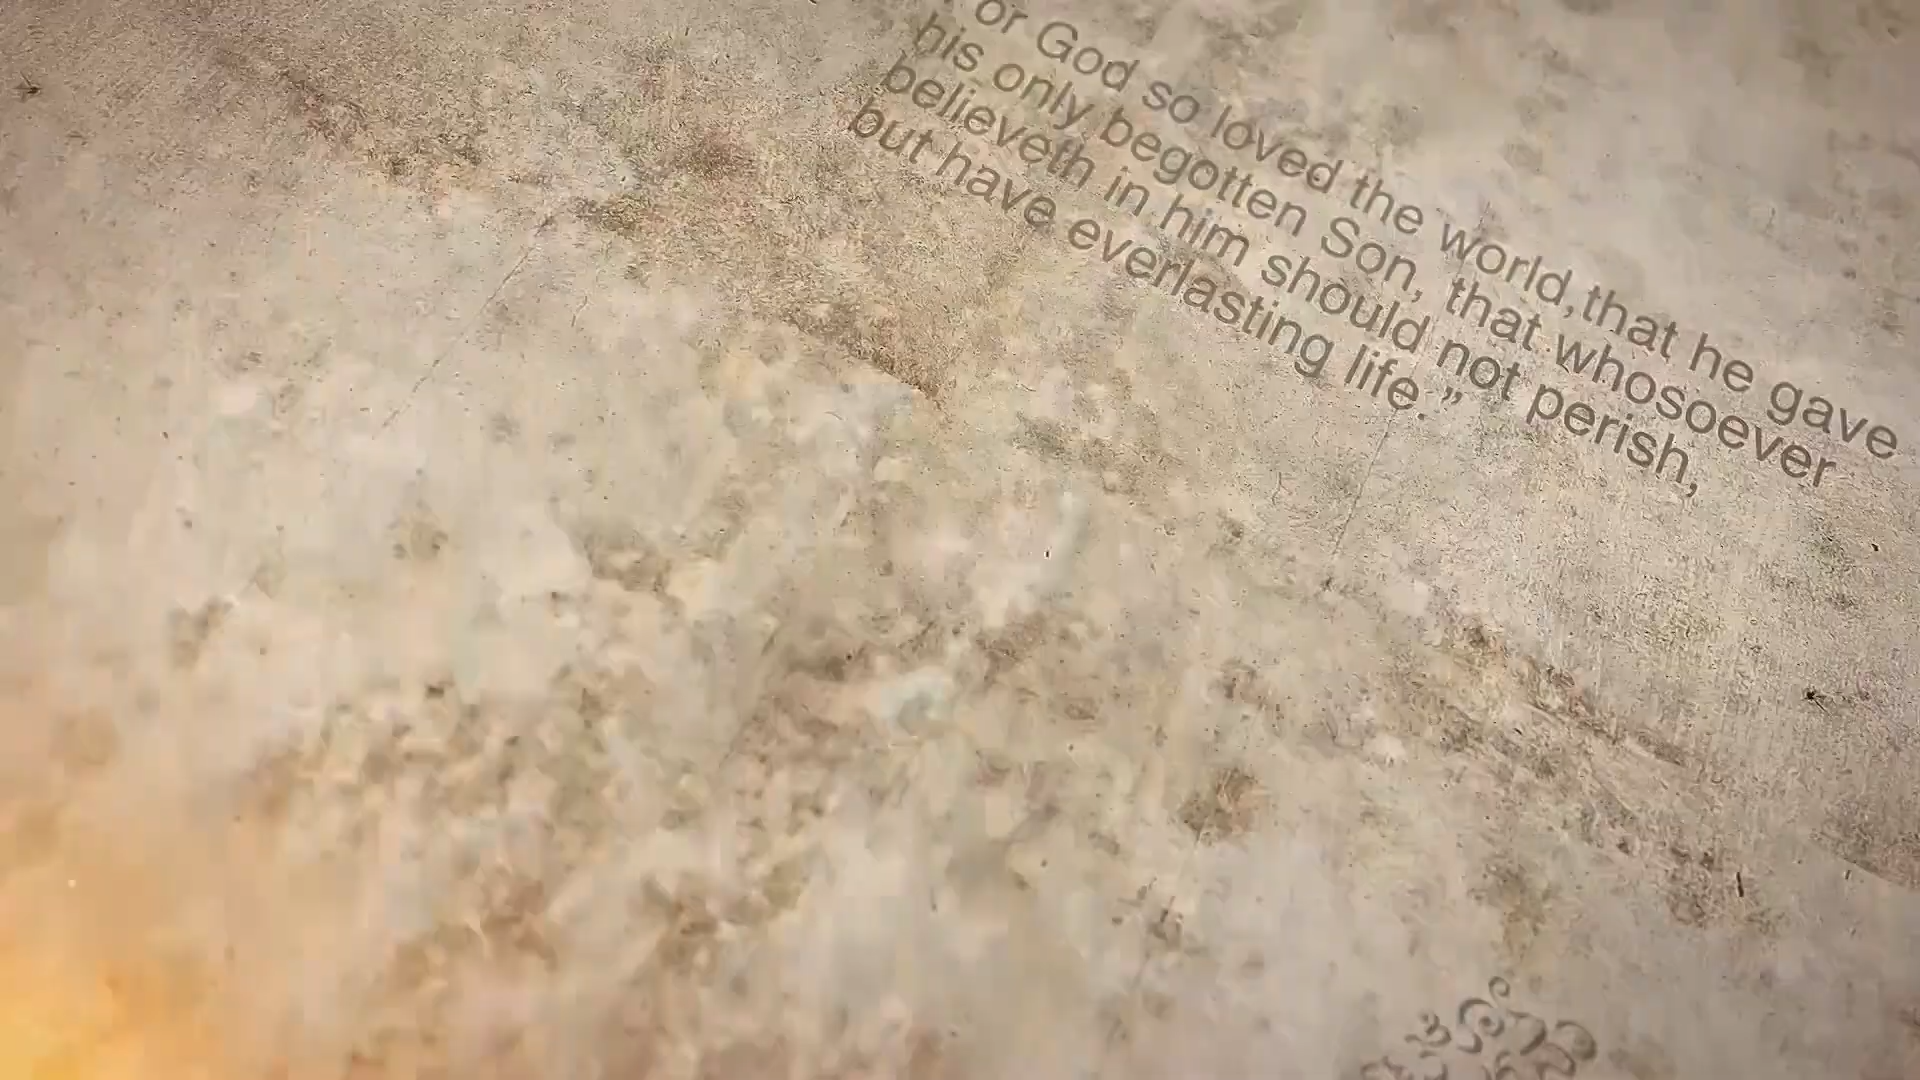 or God so loved the world,that he gave
his only begotten Son, that whosoever
believeth in him should not perish,
but have everlasting life.”